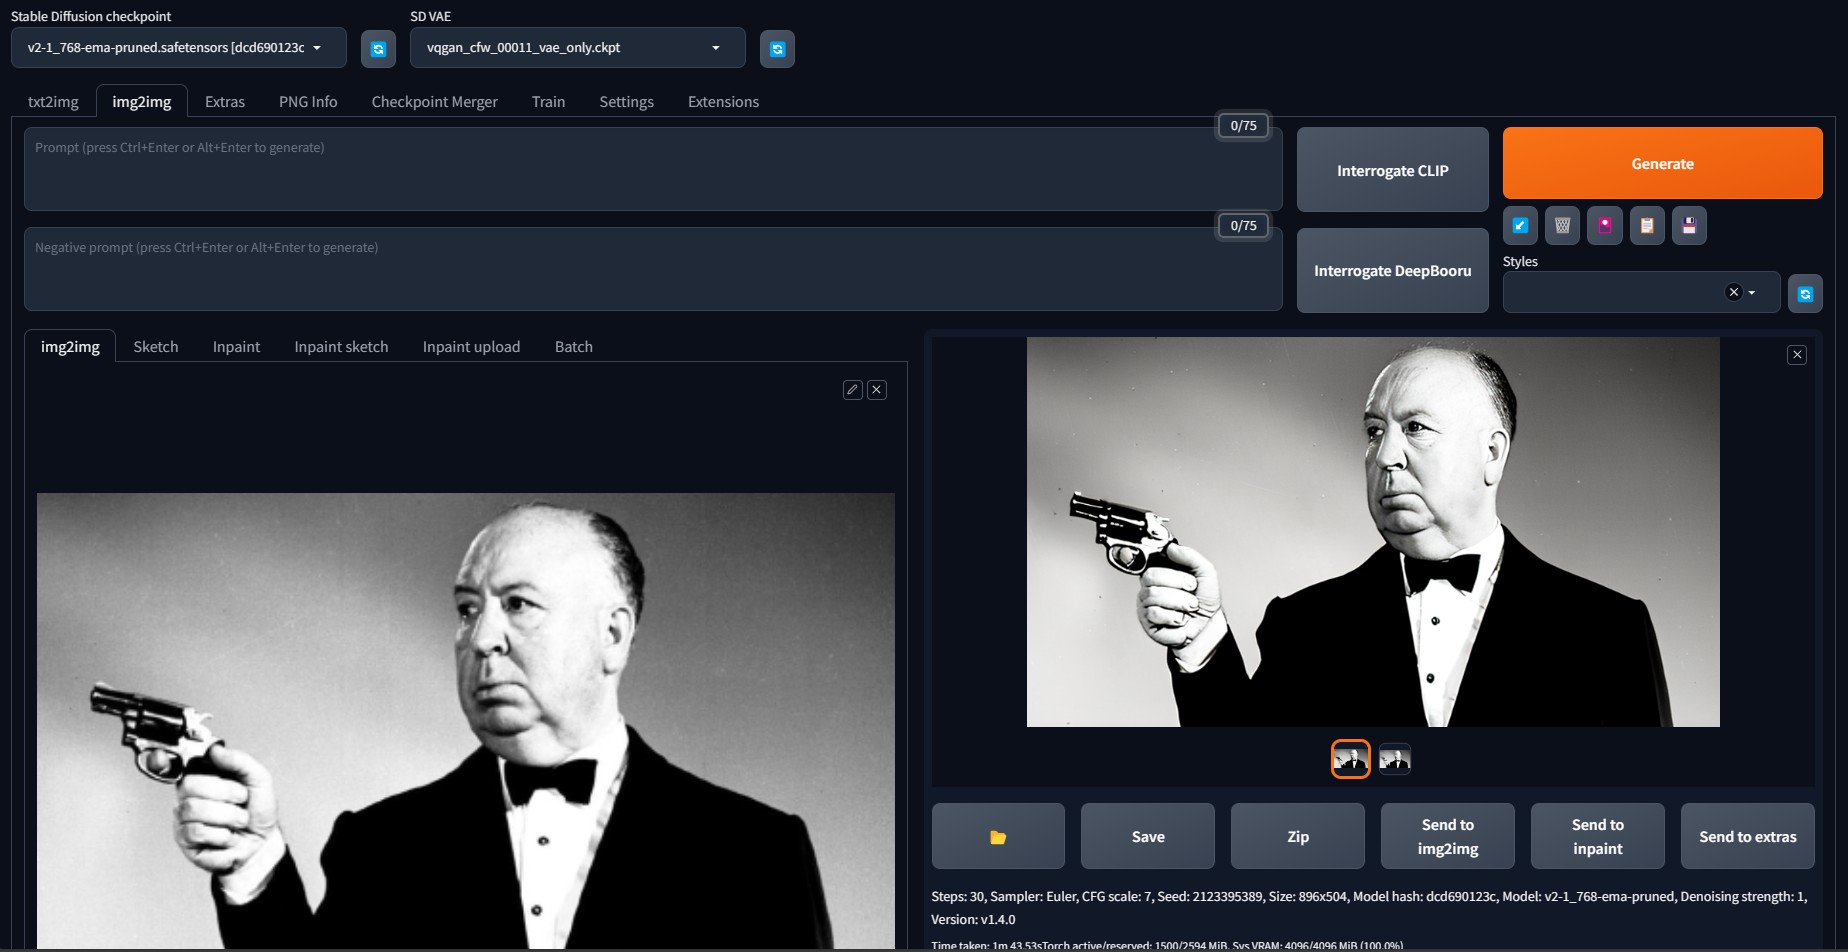 Stable Diffusion checkpoint
SD VAE
v2-1_768-ema-pruned.safetensors [dcd690123c
vqgan_cfw_00011_vae_only.ckpt
txt2img img2img Extras PNG Info Checkpoint Merger Train Settings Extensions
0/75
Prompt (press Ctrl+Enter or Alt+Enter to generate)
Interrogate CLIP
Generate
0/75
Negative prompt (press Ctrl+Enter or Alt+Enter to generate)
Interrogate DeepBooru
Styles
img2img Sketch Inpaint Inpaint sketch Inpaint upload Batch
Save
Zip
Send to
img2img
Send to
inpaint
Send to extras
Steps: 30, Sampler: Euler, CFG scale: 7, Seed: 2123395389, Size: 896x504, Model hash: dcd690123c, Model: v2-1_768-ema-pruned, Denoising strength: 1,
Version: v1.4.0
Time taken: 1m 43.53sTorch active/reserved: 1500/2594 MiB, Sys VRAM: 4096/4096 MiB (100.0%)